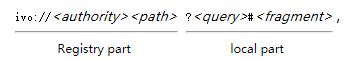 ivo://<authority><path> ?<query>#<fragment> ,
Registry part local part